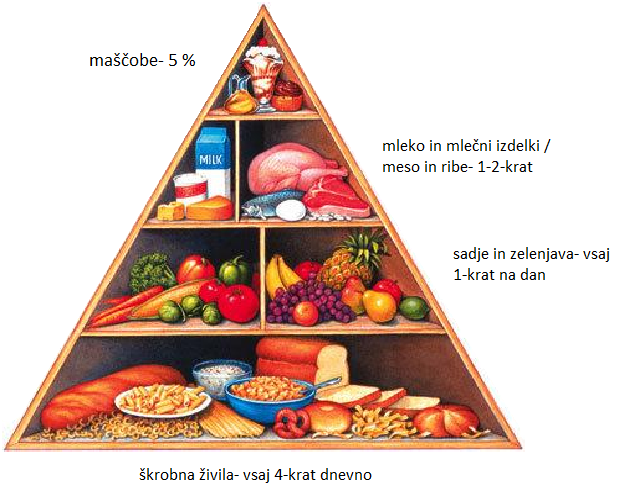 maščobe- 5 %
MILK
mleko in mlečni izdelki /
meso in ribe- 1-2-krat
sadje in zelenjava- vsaj
1-krat na dan
škrobna živila- vsaj 4-krat dnevno